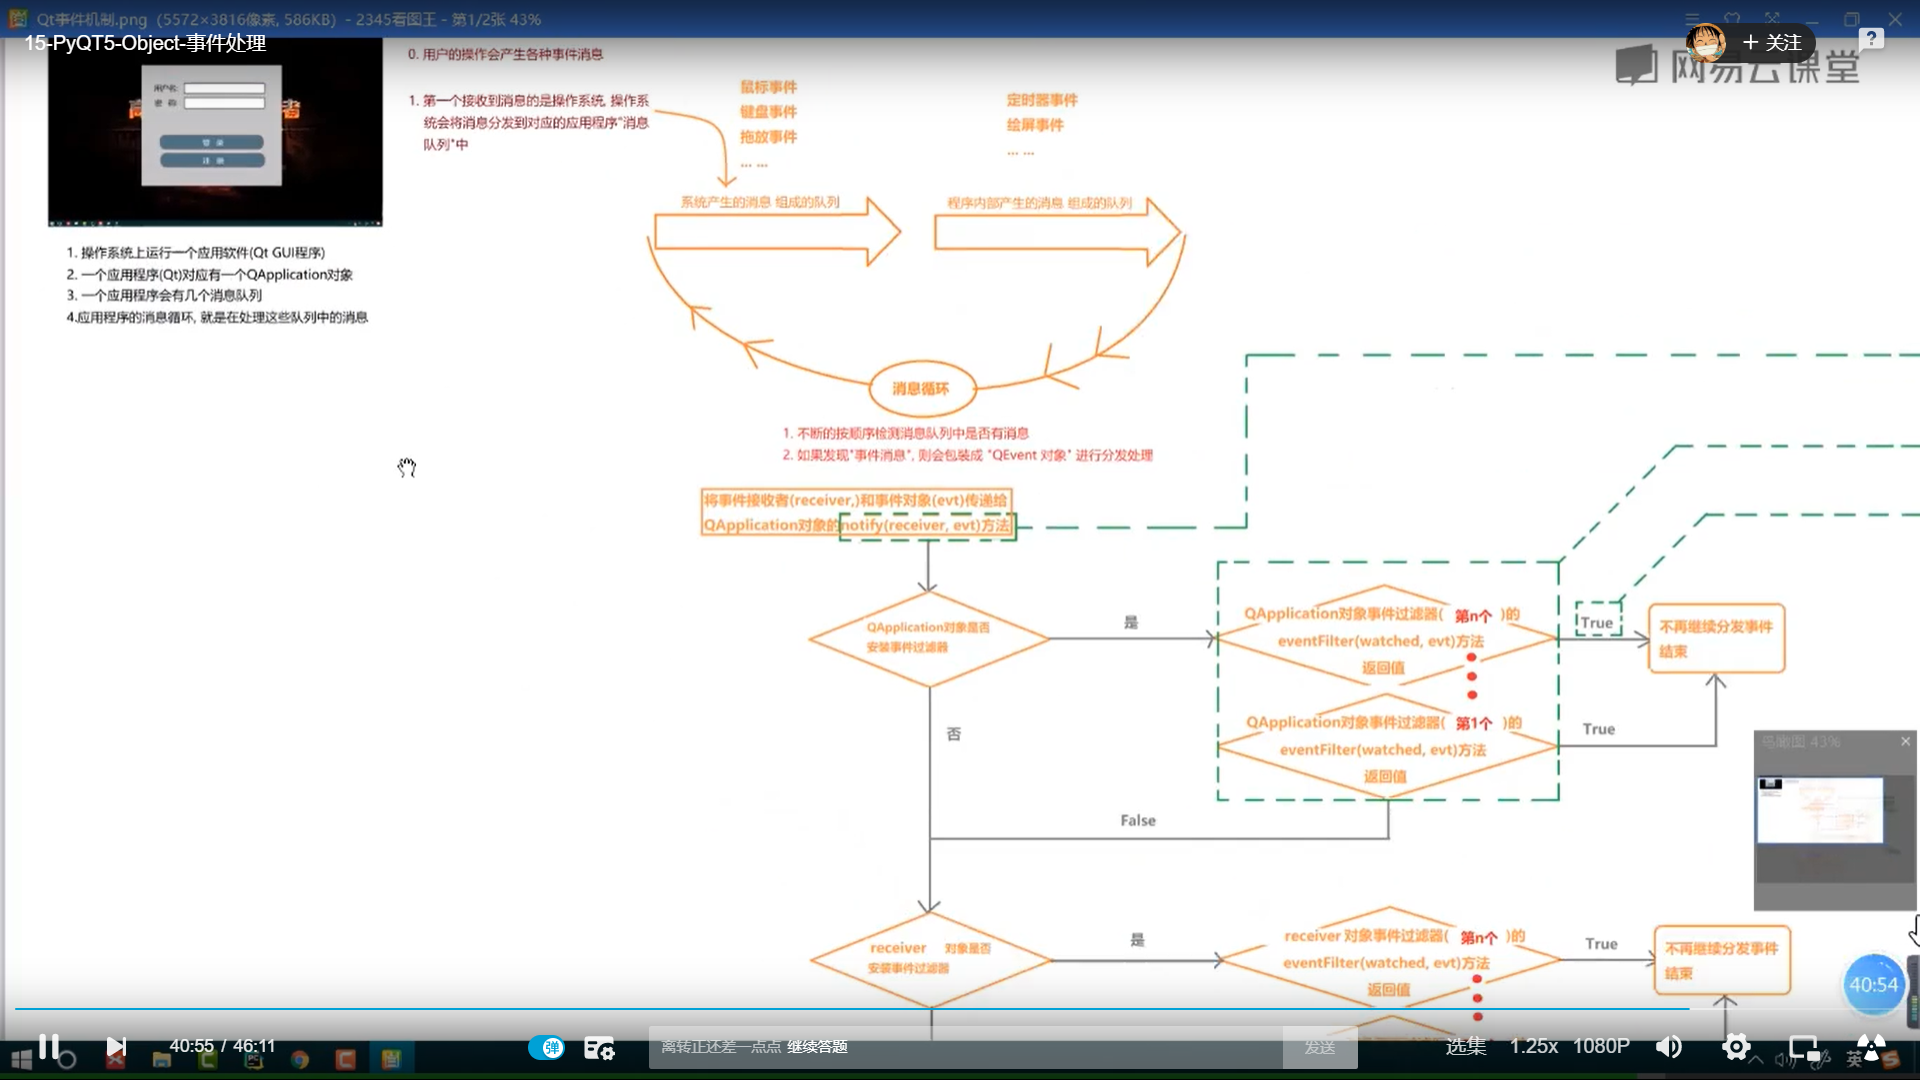 Qt事件机制.png (5572×3816像素, 586KB) - 2345看图王 - 第1/2张 43%
15-PyQT5-Object-事件处理
+ 关注
网易云课堂
用户名:
密 码:
登 录
注 册
1. 操作系统上运行一个应用软件(Qt GUI程序)
2. 一个应用程序(Qt)对应有一个QApplication对象
3. 一个应用程序会有几个消息队列
4.应用程序的消息循环, 就是在处理这些队列中的消息
0. 用户的操作会产生各种事件消息
1. 第一个接收到消息的是操作系统, 操作系
统会将消息分发到对应的应用程序"消息
队列"中
鼠标事件
键盘事件
拖放事件
... ...
定时器事件
绘屏事件
... ...
系统产生的消息 组成的队列
程序内部产生的消息 组成的队列
消息循环
1. 不断的按顺序检测消息队列中是否有消息
2. 如果发现"事件消息", 则会包装成 "QEvent 对象" 进行分发处理
将事件接收者(receiver,)和事件对象(evt)传递给
QApplication对象的notify(receiver, evt)方法
QApplication对象是否
安装事件过滤器
是
否
QApplication对象事件过滤器( 第n个 )的
eventFilter(watched, evt)方法
返回值
True
不再继续分发事件
结束
QApplication对象事件过滤器( 第1个 )的
eventFilter(watched, evt)方法
返回值
True
False
鸟瞰图 43%
receiver 对象是否
安装事件过滤器
是
receiver 对象事件过滤器( 第n个 )的
eventFilter(watched, evt)方法
返回值
True
不再继续分发事件
结束
40:54
40:55 / 46:11
弹
离转正还差一点点 继续答题
发送
选集
1.25x
1080P
英